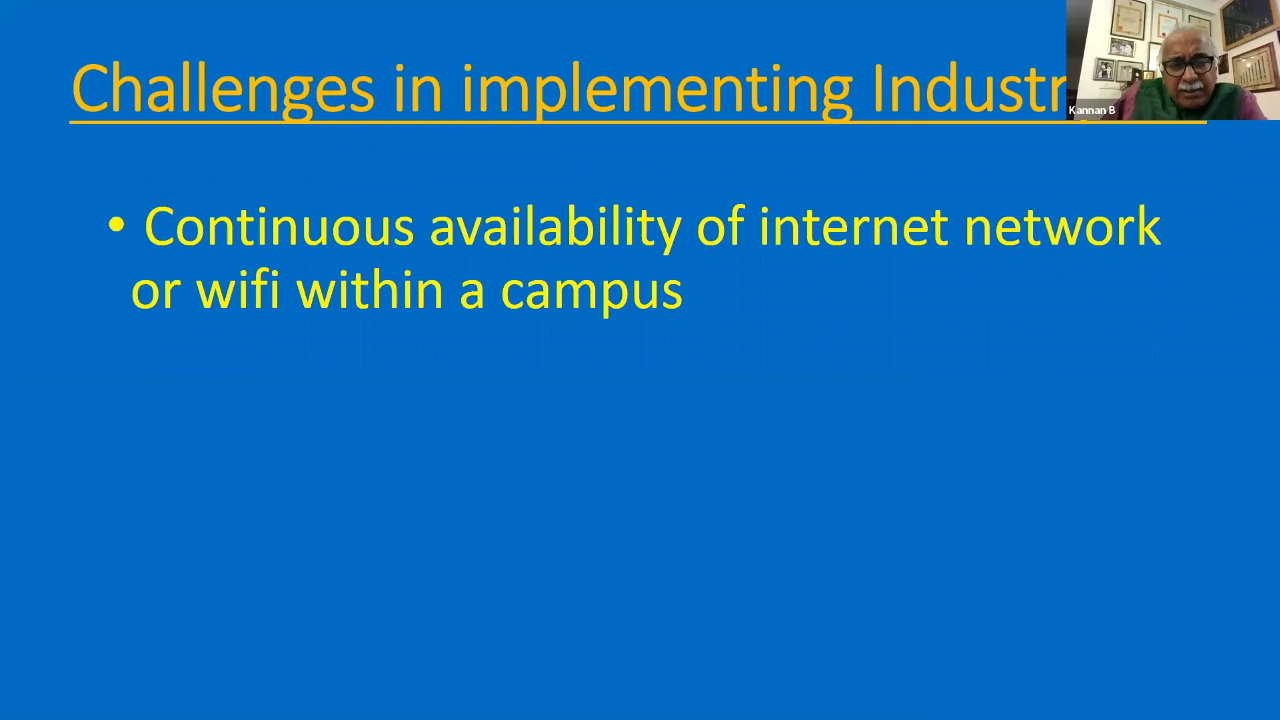 Challenges in implementing Industr
• Continuous availability of internet network
or wifi within a campus
Kannan B